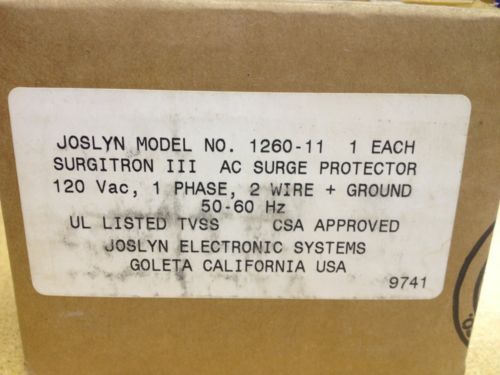 JOSLYN MODEL NO. 1260-11 1 EACH
SURGITRON III AC SURGE PROTECTOR
120 Vac, 1 PHASE, 2 WIRE + GROUND
50-60 Hz
UL LISTED TVSS CSA APPROVED
JOSLYN ELECTRONIC SYSTEMS
GOLETA CALIFORNIA USA
9741